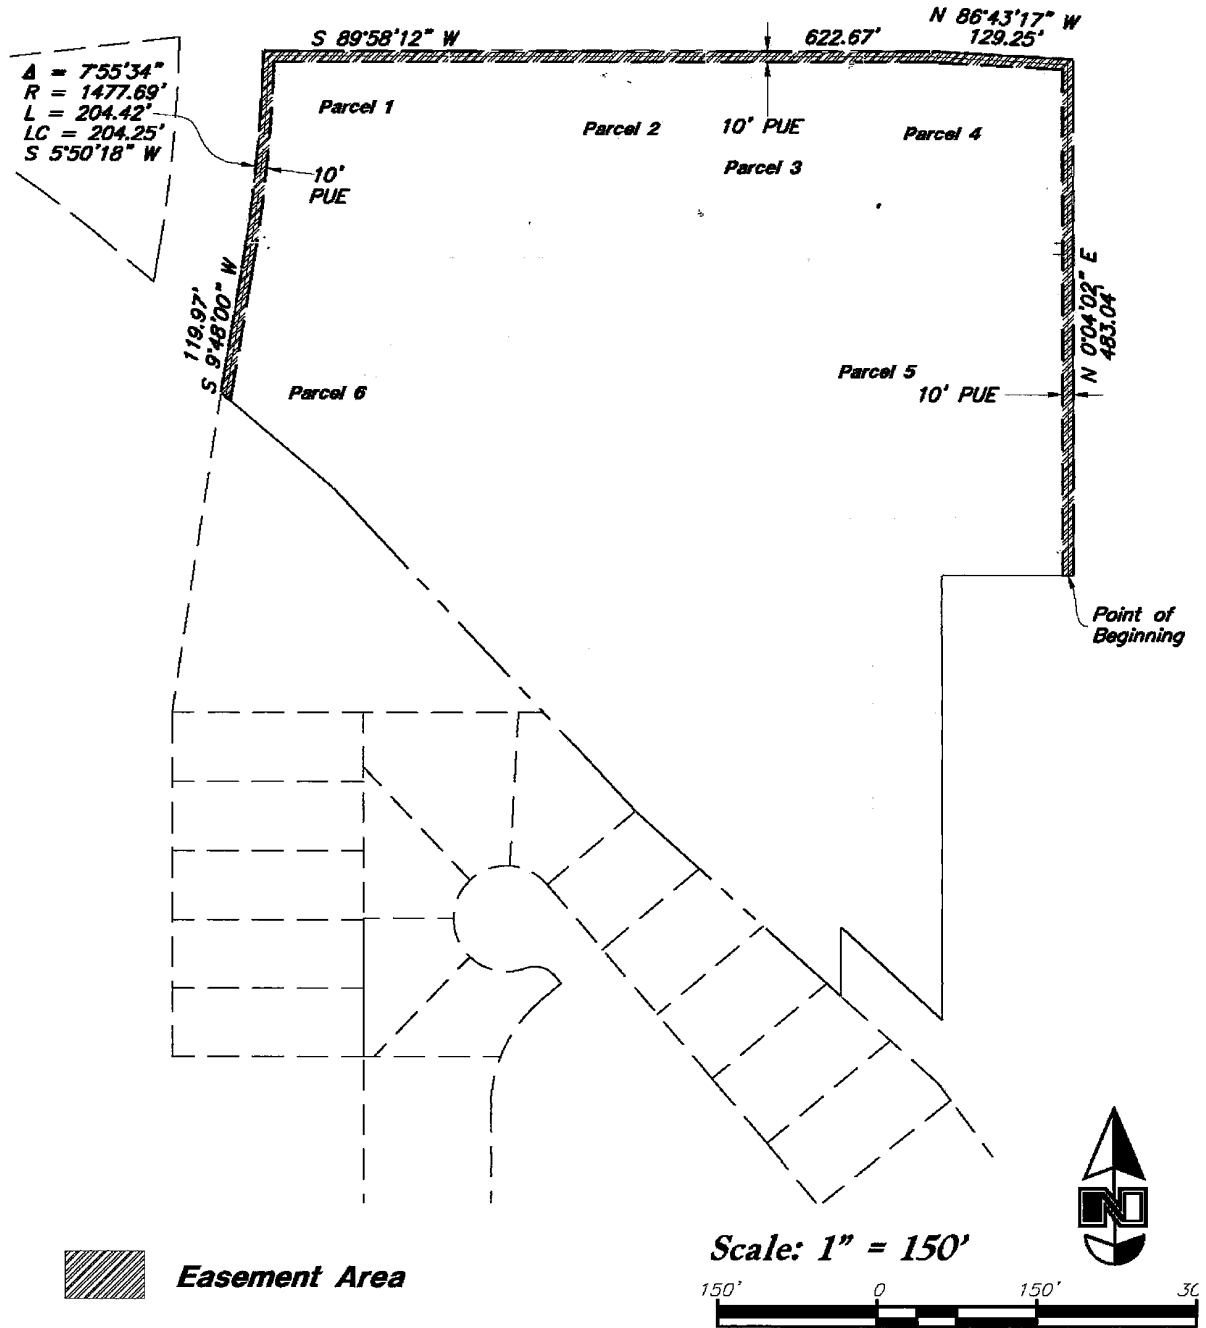 N 86°43'17" W
129.25'
S 89°58'12" W
622.67'
Δ = 7°55'34"
R = 1477.69'
L = 204.42'
LC = 204.25'
S 5°50'18" W
Parcel 1
Parcel 2
10' PUE
Parcel 3
Parcel 4
10'
PUE
119.97'
S 9°48'00" W
N 0°04'02" E
483.04'
Parcel 6
Parcel 5
10' PUE
Point of
Beginning
N
Easement Area
Scale: 1" = 150'
150'
0
150'